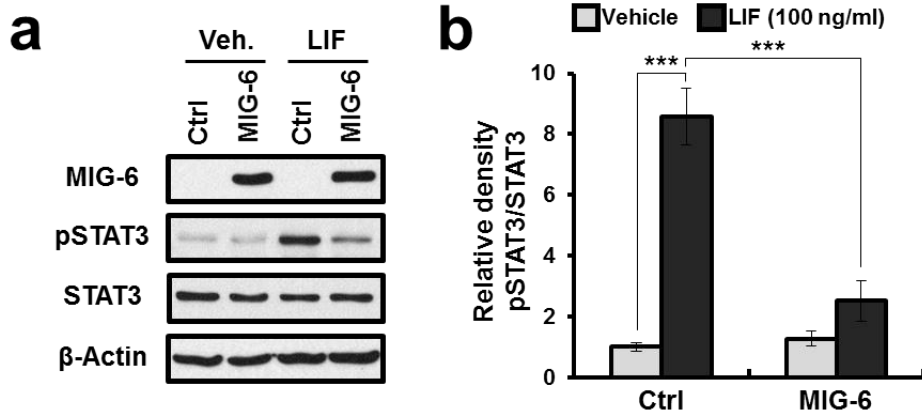 a
Veh. LIF
Ctrl MIG-6 Ctrl MIG-6
MIG-6
pSTAT3
STAT3
β-Actin
b
Vehicle LIF (100 ng/ml)
Relative density
pSTAT3/STAT3
10
8
6
4
2
0
*** ***
Ctrl MIG-6